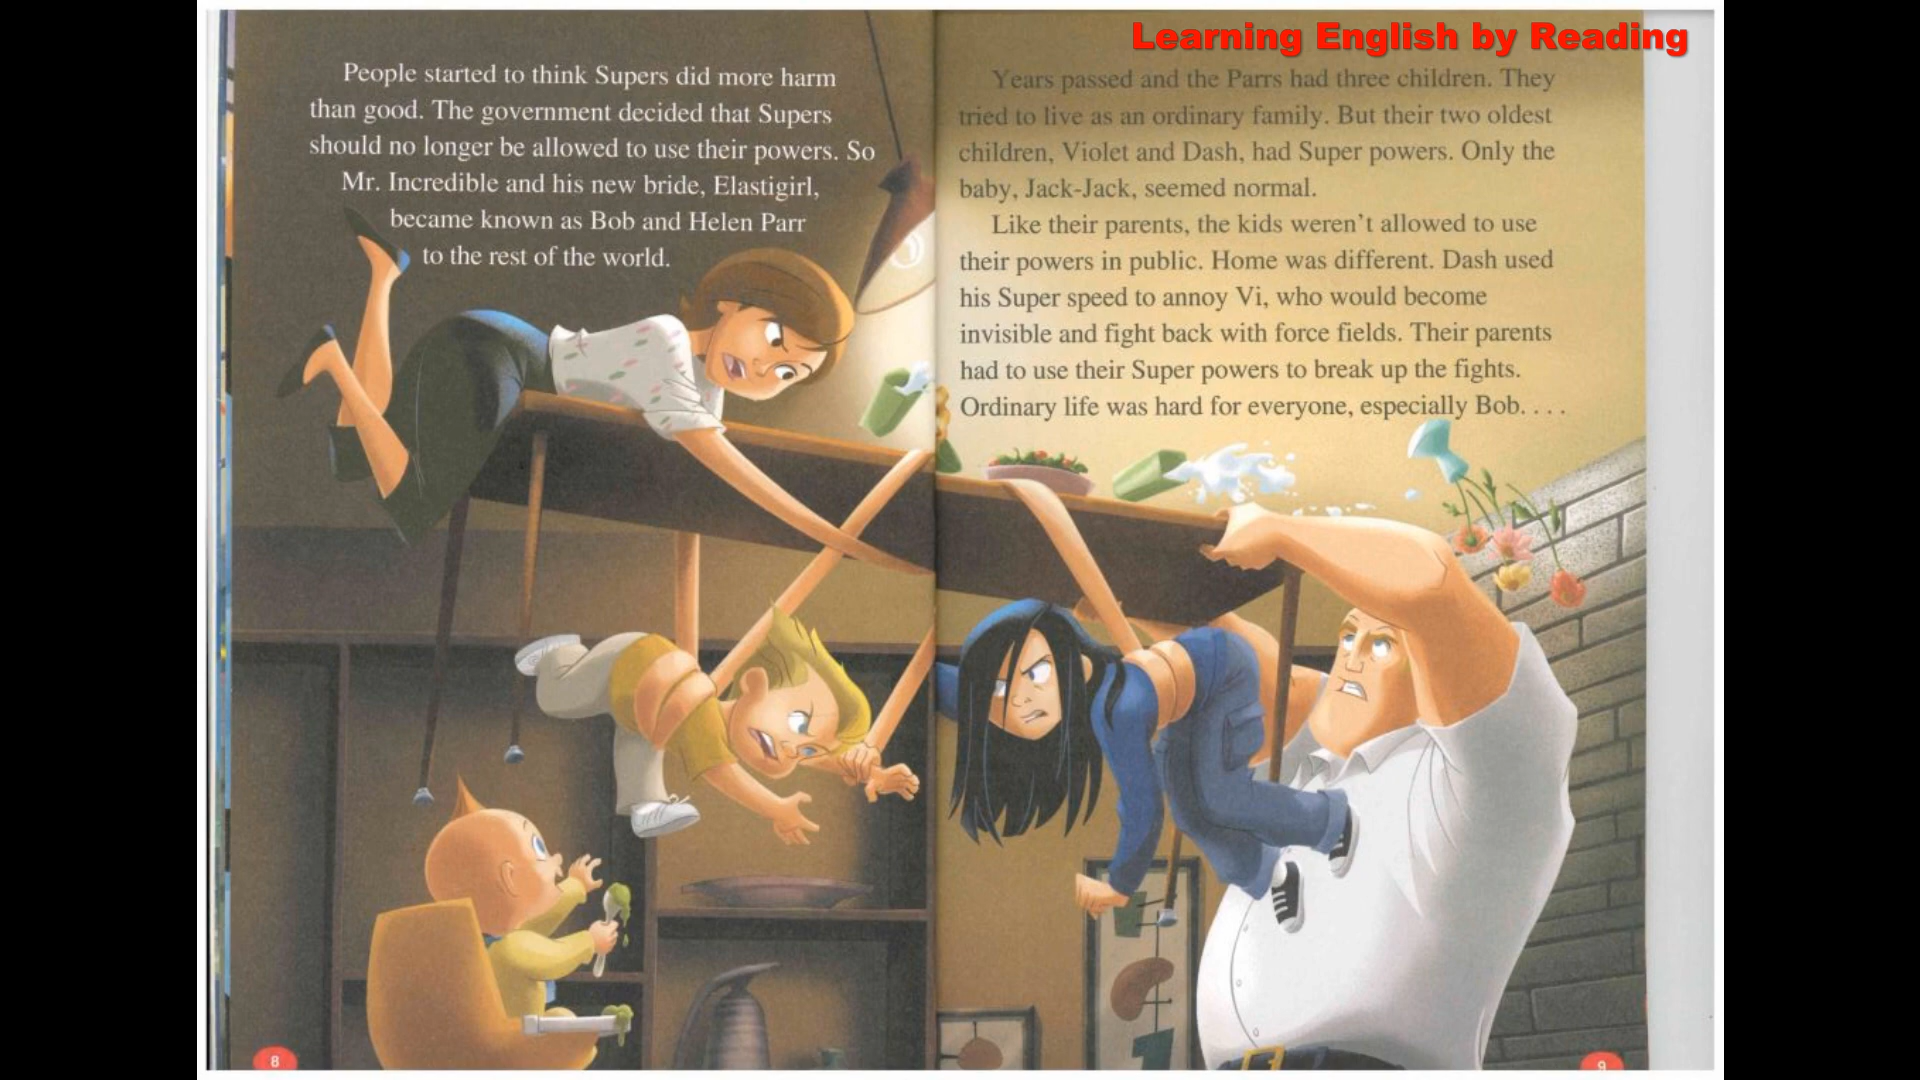 Learning English by Reading
People started to think Supers did more harm
than good. The government decided that Supers
should no longer be allowed to use their powers. So
Mr. Incredible and his new bride, Elastigirl,
became known as Bob and Helen Parr
to the rest of the world.
8
Years passed and the Parrs had three children. They
tried to live as an ordinary family. But their two oldest
children, Violet and Dash, had Super powers. Only the
baby, Jack-Jack, seemed normal.
Like their parents, the kids weren’t allowed to use
their powers in public. Home was different. Dash used
his Super speed to annoy Vi, who would become
invisible and fight back with force fields. Their parents
had to use their Super powers to break up the fights.
Ordinary life was hard for everyone, especially Bob. . . .
9